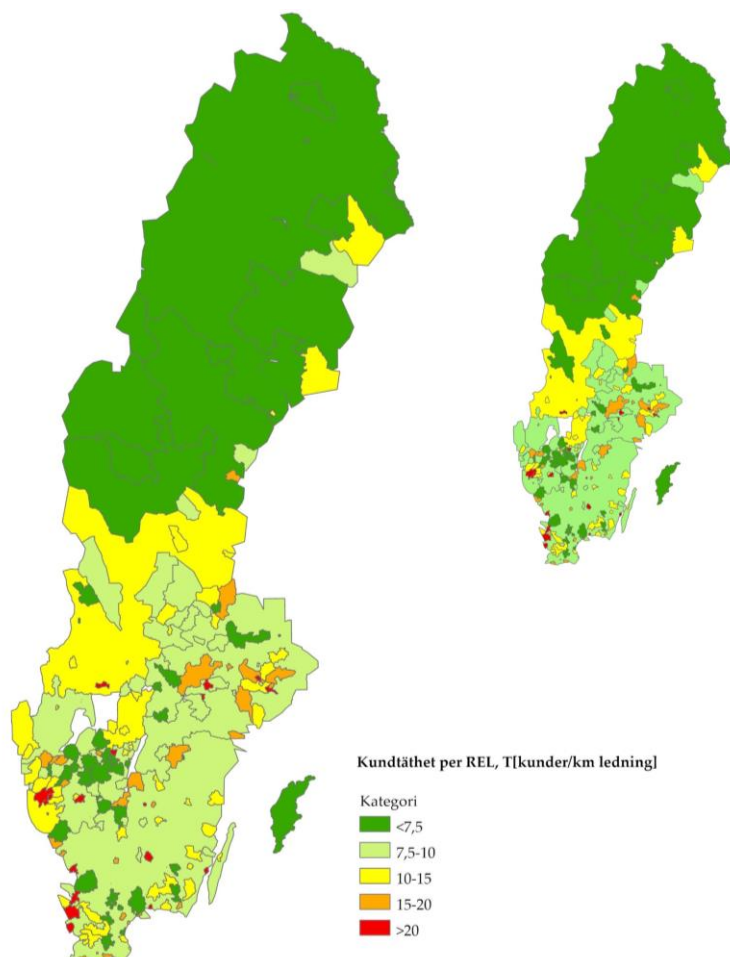 Kundtäthet per REL, T[kunder/km ledning]
Kategori
<7,5
7,5-10
10-15
15-20
>20